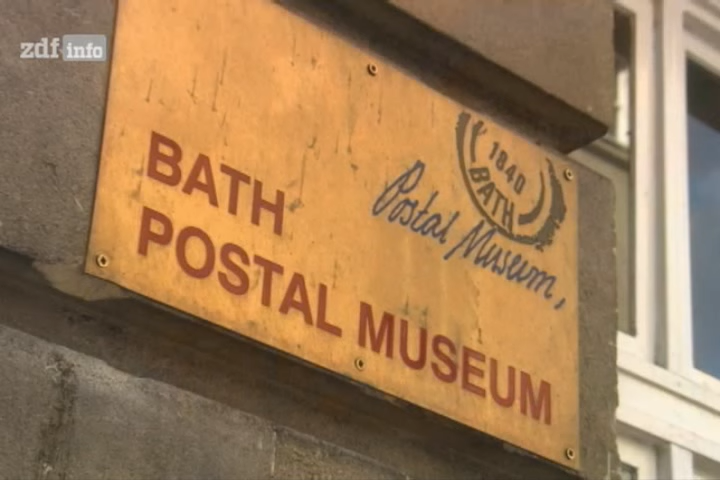 zdf info
1840
BATH
Postal Museum,
BATH
POSTAL MUSEUM